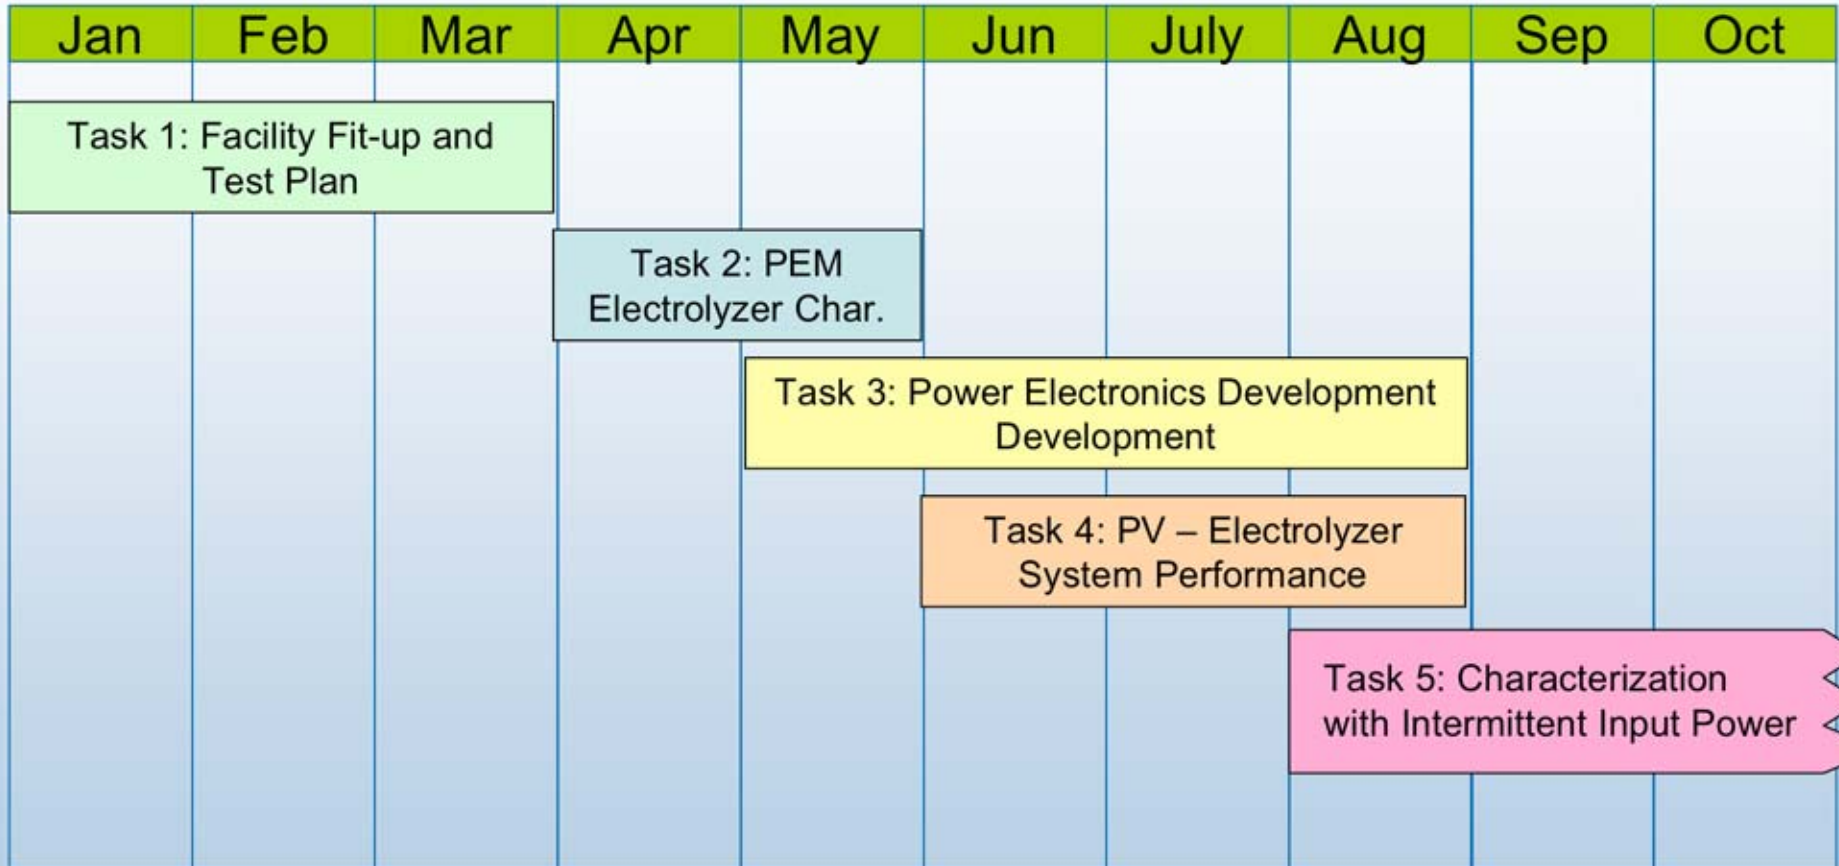 Jan Feb Mar Apr May Jun July Aug Sep Oct
Task 1: Facility Fit-up and
Test Plan
Task 2: PEM
Electrolyzer Char.
Task 3: Power Electronics Development
Development
Task 4: PV – Electrolyzer
System Performance
Task 5: Characterization
with Intermittent Input Power